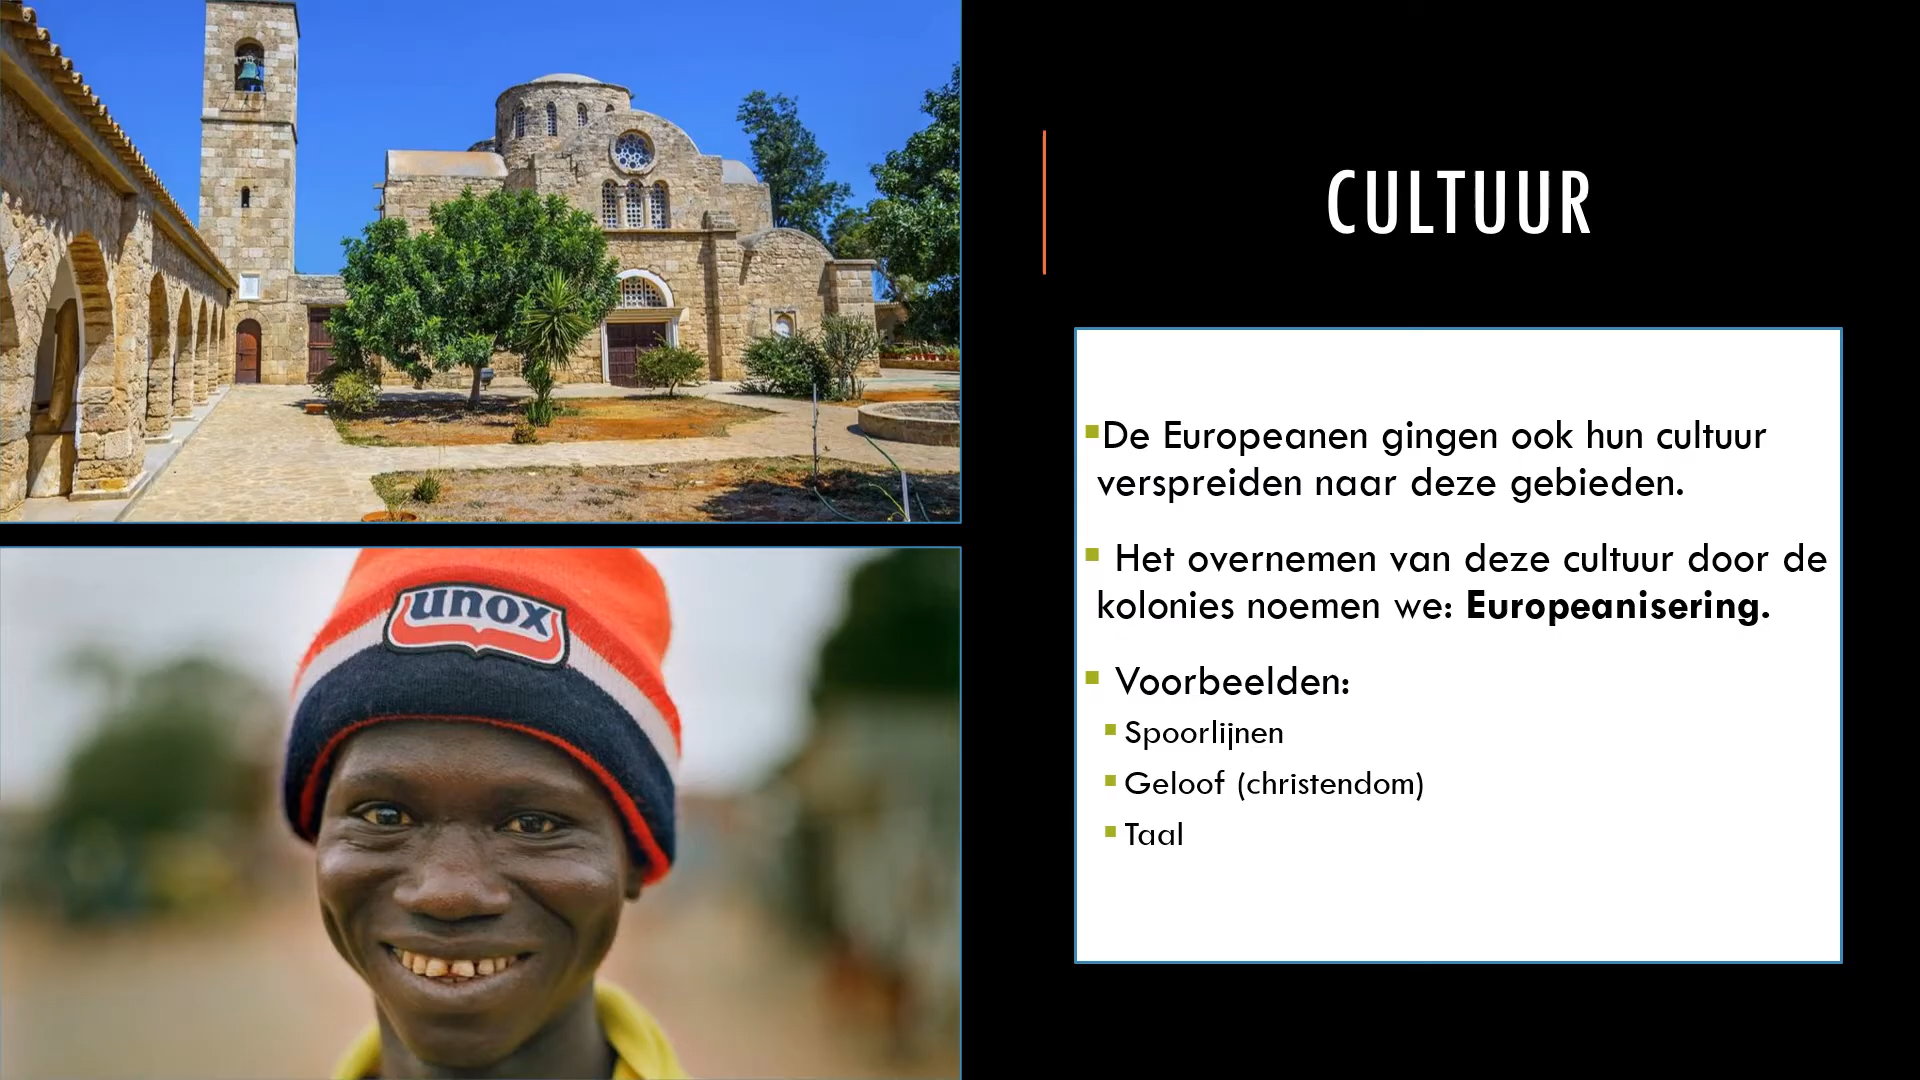 CULTUUR
De Europeanen gingen ook hun cultuur
verspreiden naar deze gebieden.
Het overnemen van deze cultuur door de
kolonies noemen we: Europeanisering.
Voorbeelden:
Spoorlijnen
Geloof (christendom)
Taal
unox